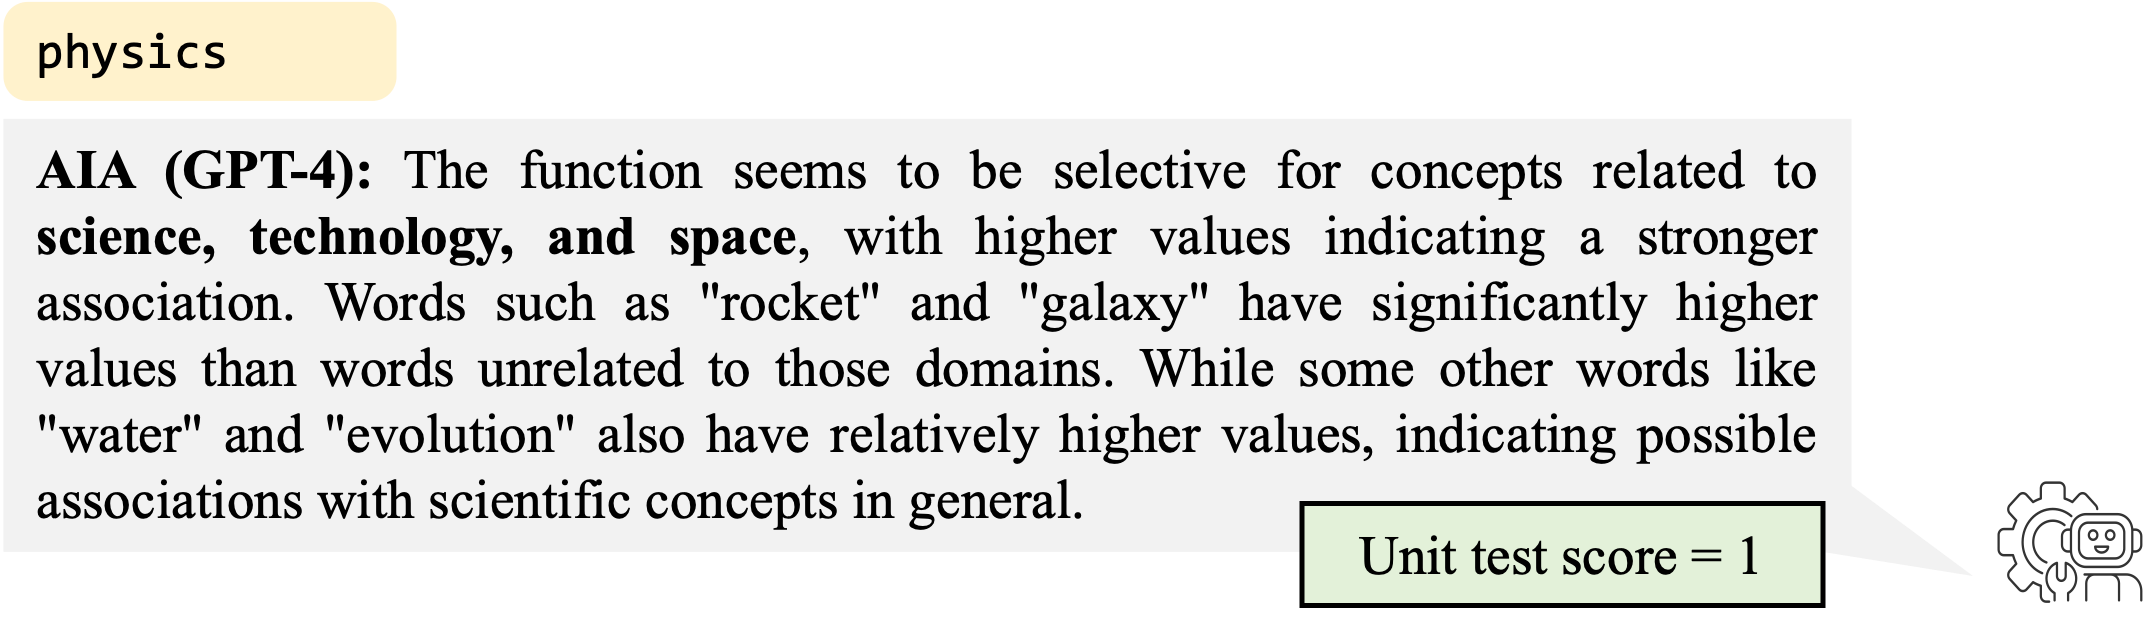 physics
AIA (GPT-4): The function seems to be selective for concepts related to
science, technology, and space, with higher values indicating a stronger
association. Words such as "rocket" and "galaxy" have significantly higher
values than words unrelated to those domains. While some other words like
"water" and "evolution" also have relatively higher values, indicating possible
associations with scientific concepts in general.
Unit test score = 1